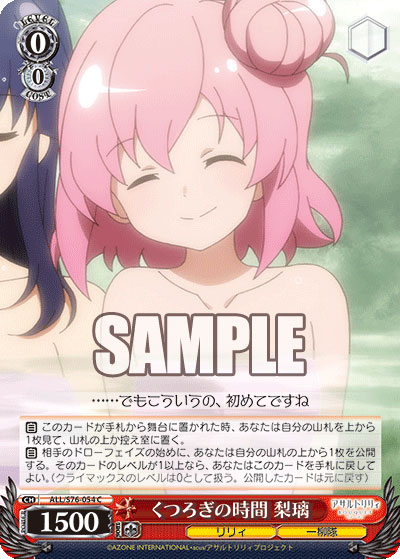 LEVEL
0
0
COST
SAMPLE
……でもこういうの、初めてですね
自 このカードが手札から舞台に置かれた時、あなたは自分の山札を上から
1枚見て、山札の上か控え室に置く。
自 相手のドローフェイズの始めに、あなたは自分の山札の上から1枚を公開
する。そのカードのレベルが1以上なら、あなたはこのカードを手札に戻して
よい。(クライマックスのレベルは0として扱う。公開したカードは元に戻す)
CH ALL/S76-054 C
1500
くつろぎの時間 梨璃
アサルトリリィ
リリィ 一柳隊
©AZONE INTERNATIONAL・acus/アサルトリリィプロジェクト